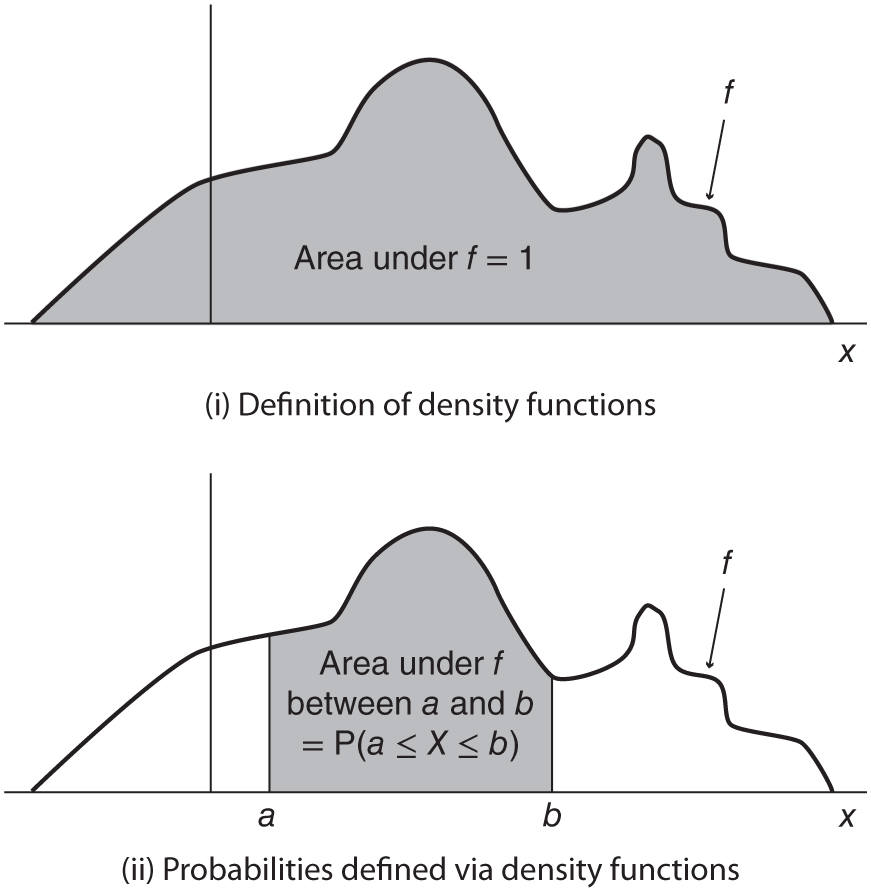 f
Area under f = 1
x
(i) Definition of density functions
f
Area under f
between a and b
= P(a ≤ X ≤ b)
a
b
x
(ii) Probabilities defined via density functions